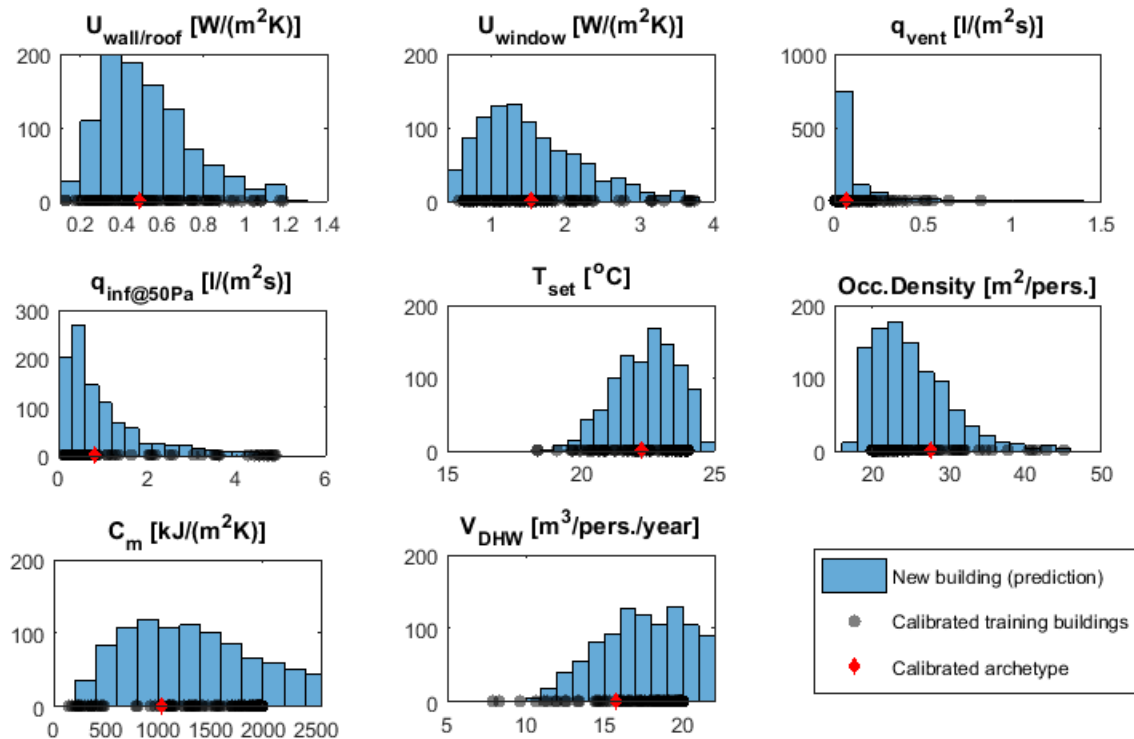 U_wall/roof [W/(m²K)]
200
100
0
0.2 0.4 0.6 0.8 1 1.2 1.4
U_window [W/(m²K)]
200
100
0
1 2 3 4
q_vent [l/(m²s)]
1000
500
0
0 0.5 1 1.5
q_inf@50Pa [l/(m²s)]
300
200
100
0
0 2 4 6
T_set [°C]
200
100
0
15 20 25
Occ.Density [m²/pers.]
200
100
0
20 30 40 50
C_m [kJ/(m²K)]
200
100
0
0 500 1000 1500 2000 2500
V_DHW [m³/pers./year]
200
100
0
5 10 15 20
New building (prediction)
Calibrated training buildings
Calibrated archetype